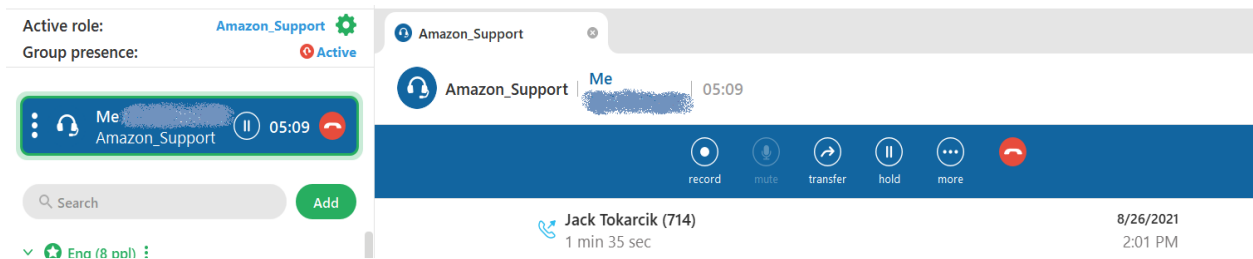 Active role: Amazon_Support
Group presence: Active
Me
Amazon_Support
05:09
Search
Add
Eng (8 ppl)
Amazon_Support
Amazon_Support
Me
05:09
record
mute
transfer
hold
more
Jack Tokarcik (714)
1 min 35 sec
8/26/2021
2:01 PM